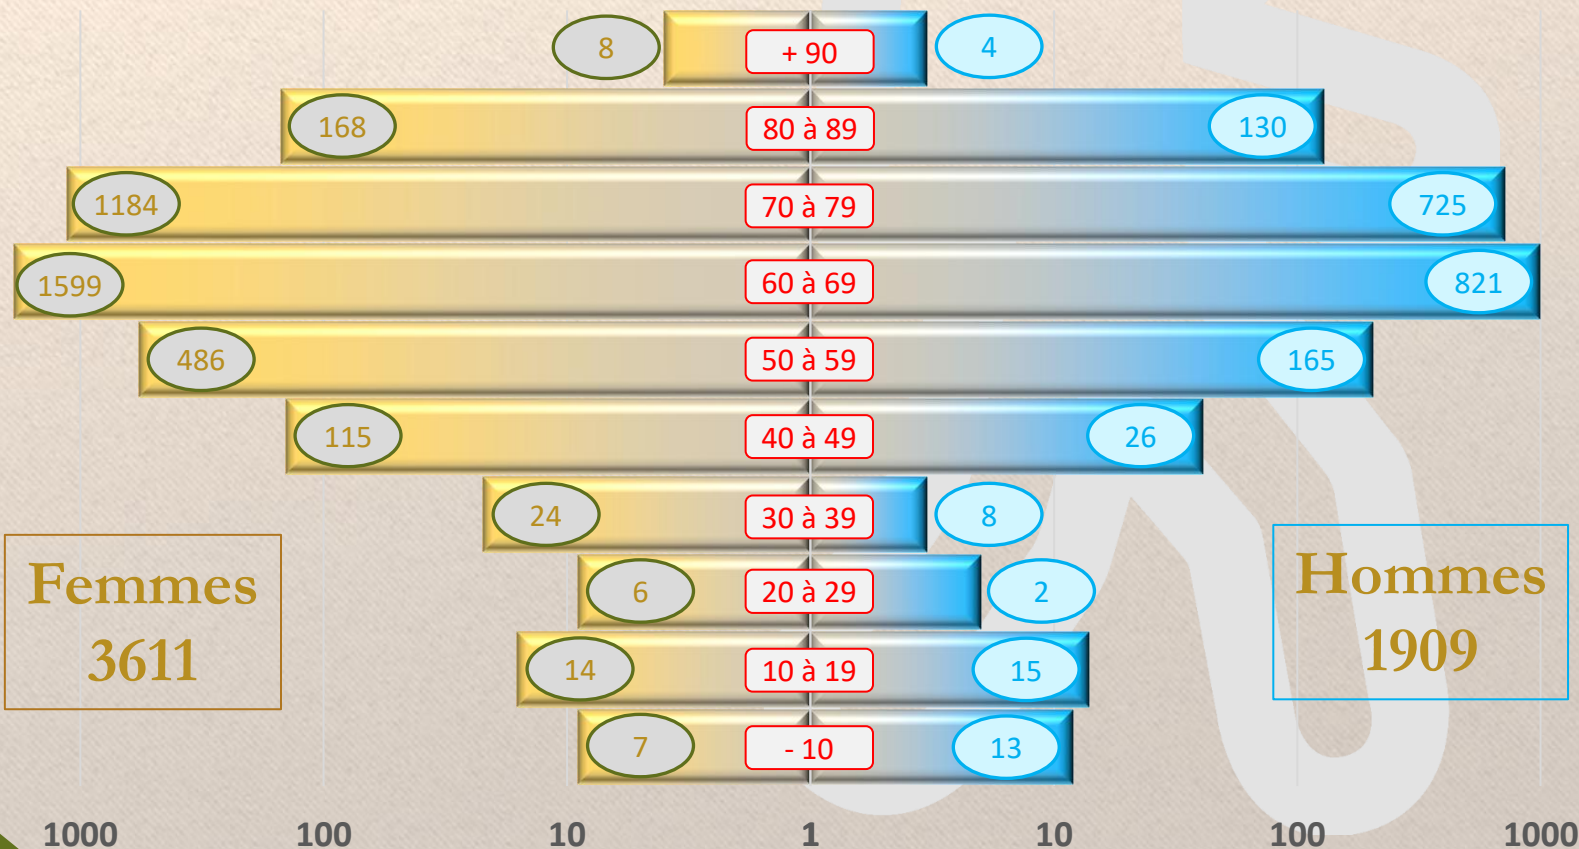 8 + 90 4
168 80 à 89 130
1184 70 à 79 725
1599 60 à 69 821
486 50 à 59 165
115 40 à 49 26
24 30 à 39 8
6 20 à 29 2
14 10 à 19 15
7 - 10 13
Femmes
3611
Hommes
1909
1000 100 10 1 10 100 1000